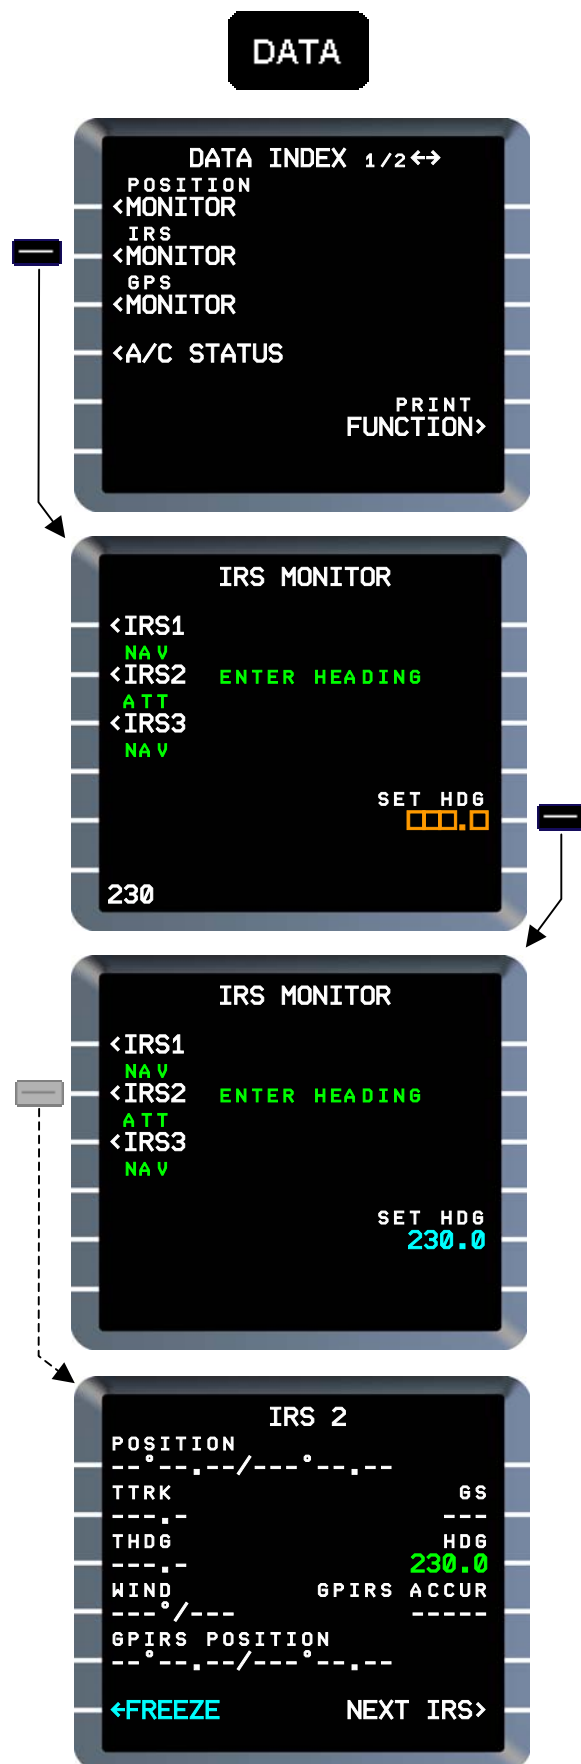 DATA
DATA INDEX 1/2←→
POSITION
<MONITOR
IRS
<MONITOR
GPS
<MONITOR
<A/C STATUS
PRINT
FUNCTION>
IRS MONITOR
<IRS1
NAV
<IRS2 ENTER HEADING
ATT
<IRS3
NAV
SET HDG
□□□.□
230
IRS MONITOR
<IRS1
NAV
<IRS2 ENTER HEADING
ATT
<IRS3
NAV
SET HDG
230.0
IRS 2
POSITION
--°--.--/---°--.--
TTRK GS
---.- ---
THDG HDG
---.- 230.0
WIND GPIRS ACCUR
---°/--- -----
GPIRS POSITION
--°--.--/---°--.--
←FREEZE NEXT IRS>